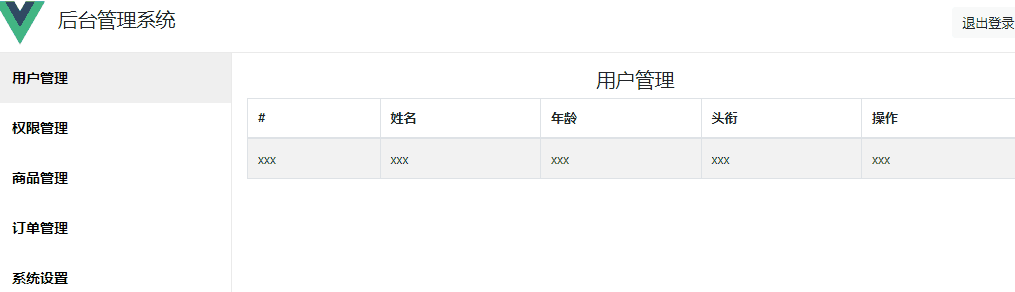 后台管理系统
退出登录
用户管理
权限管理
商品管理
订单管理
系统设置
用户管理
# 姓名 年龄 头衔 操作
xxx xxx xxx xxx xxx